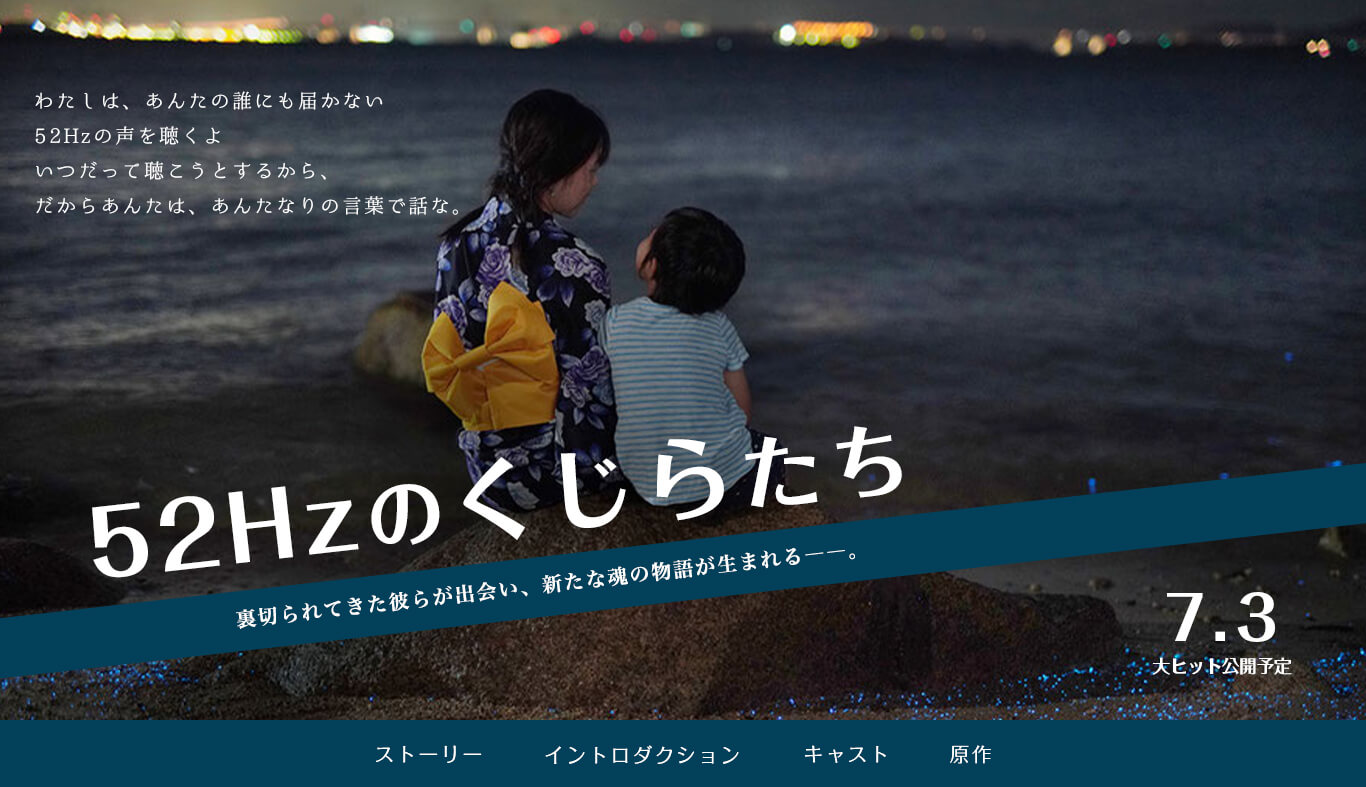 わたしは、あんたの誰にも届かない
52Hzの声を聴くよ
いつだって聴こうとするから、
だからあんたは、あんたなりの言葉で話な。
52Hzのくじらたち
裏切られてきた彼らが出会い、新たな魂の物語が生まれる――。
7.3
大ヒット公開予定
ストーリー
イントロダクション
キャスト
原作